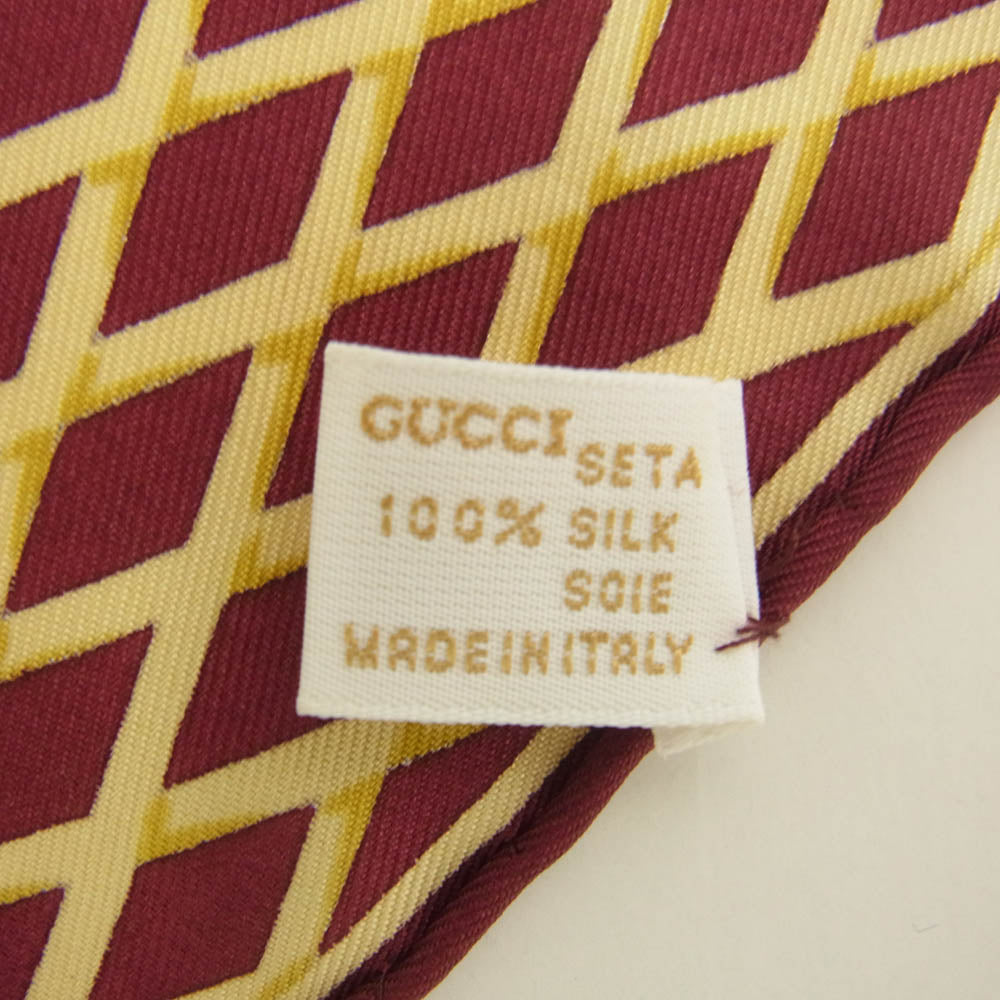 GUCCI SETA
100% SILK
SOIE
MADE IN ITALY